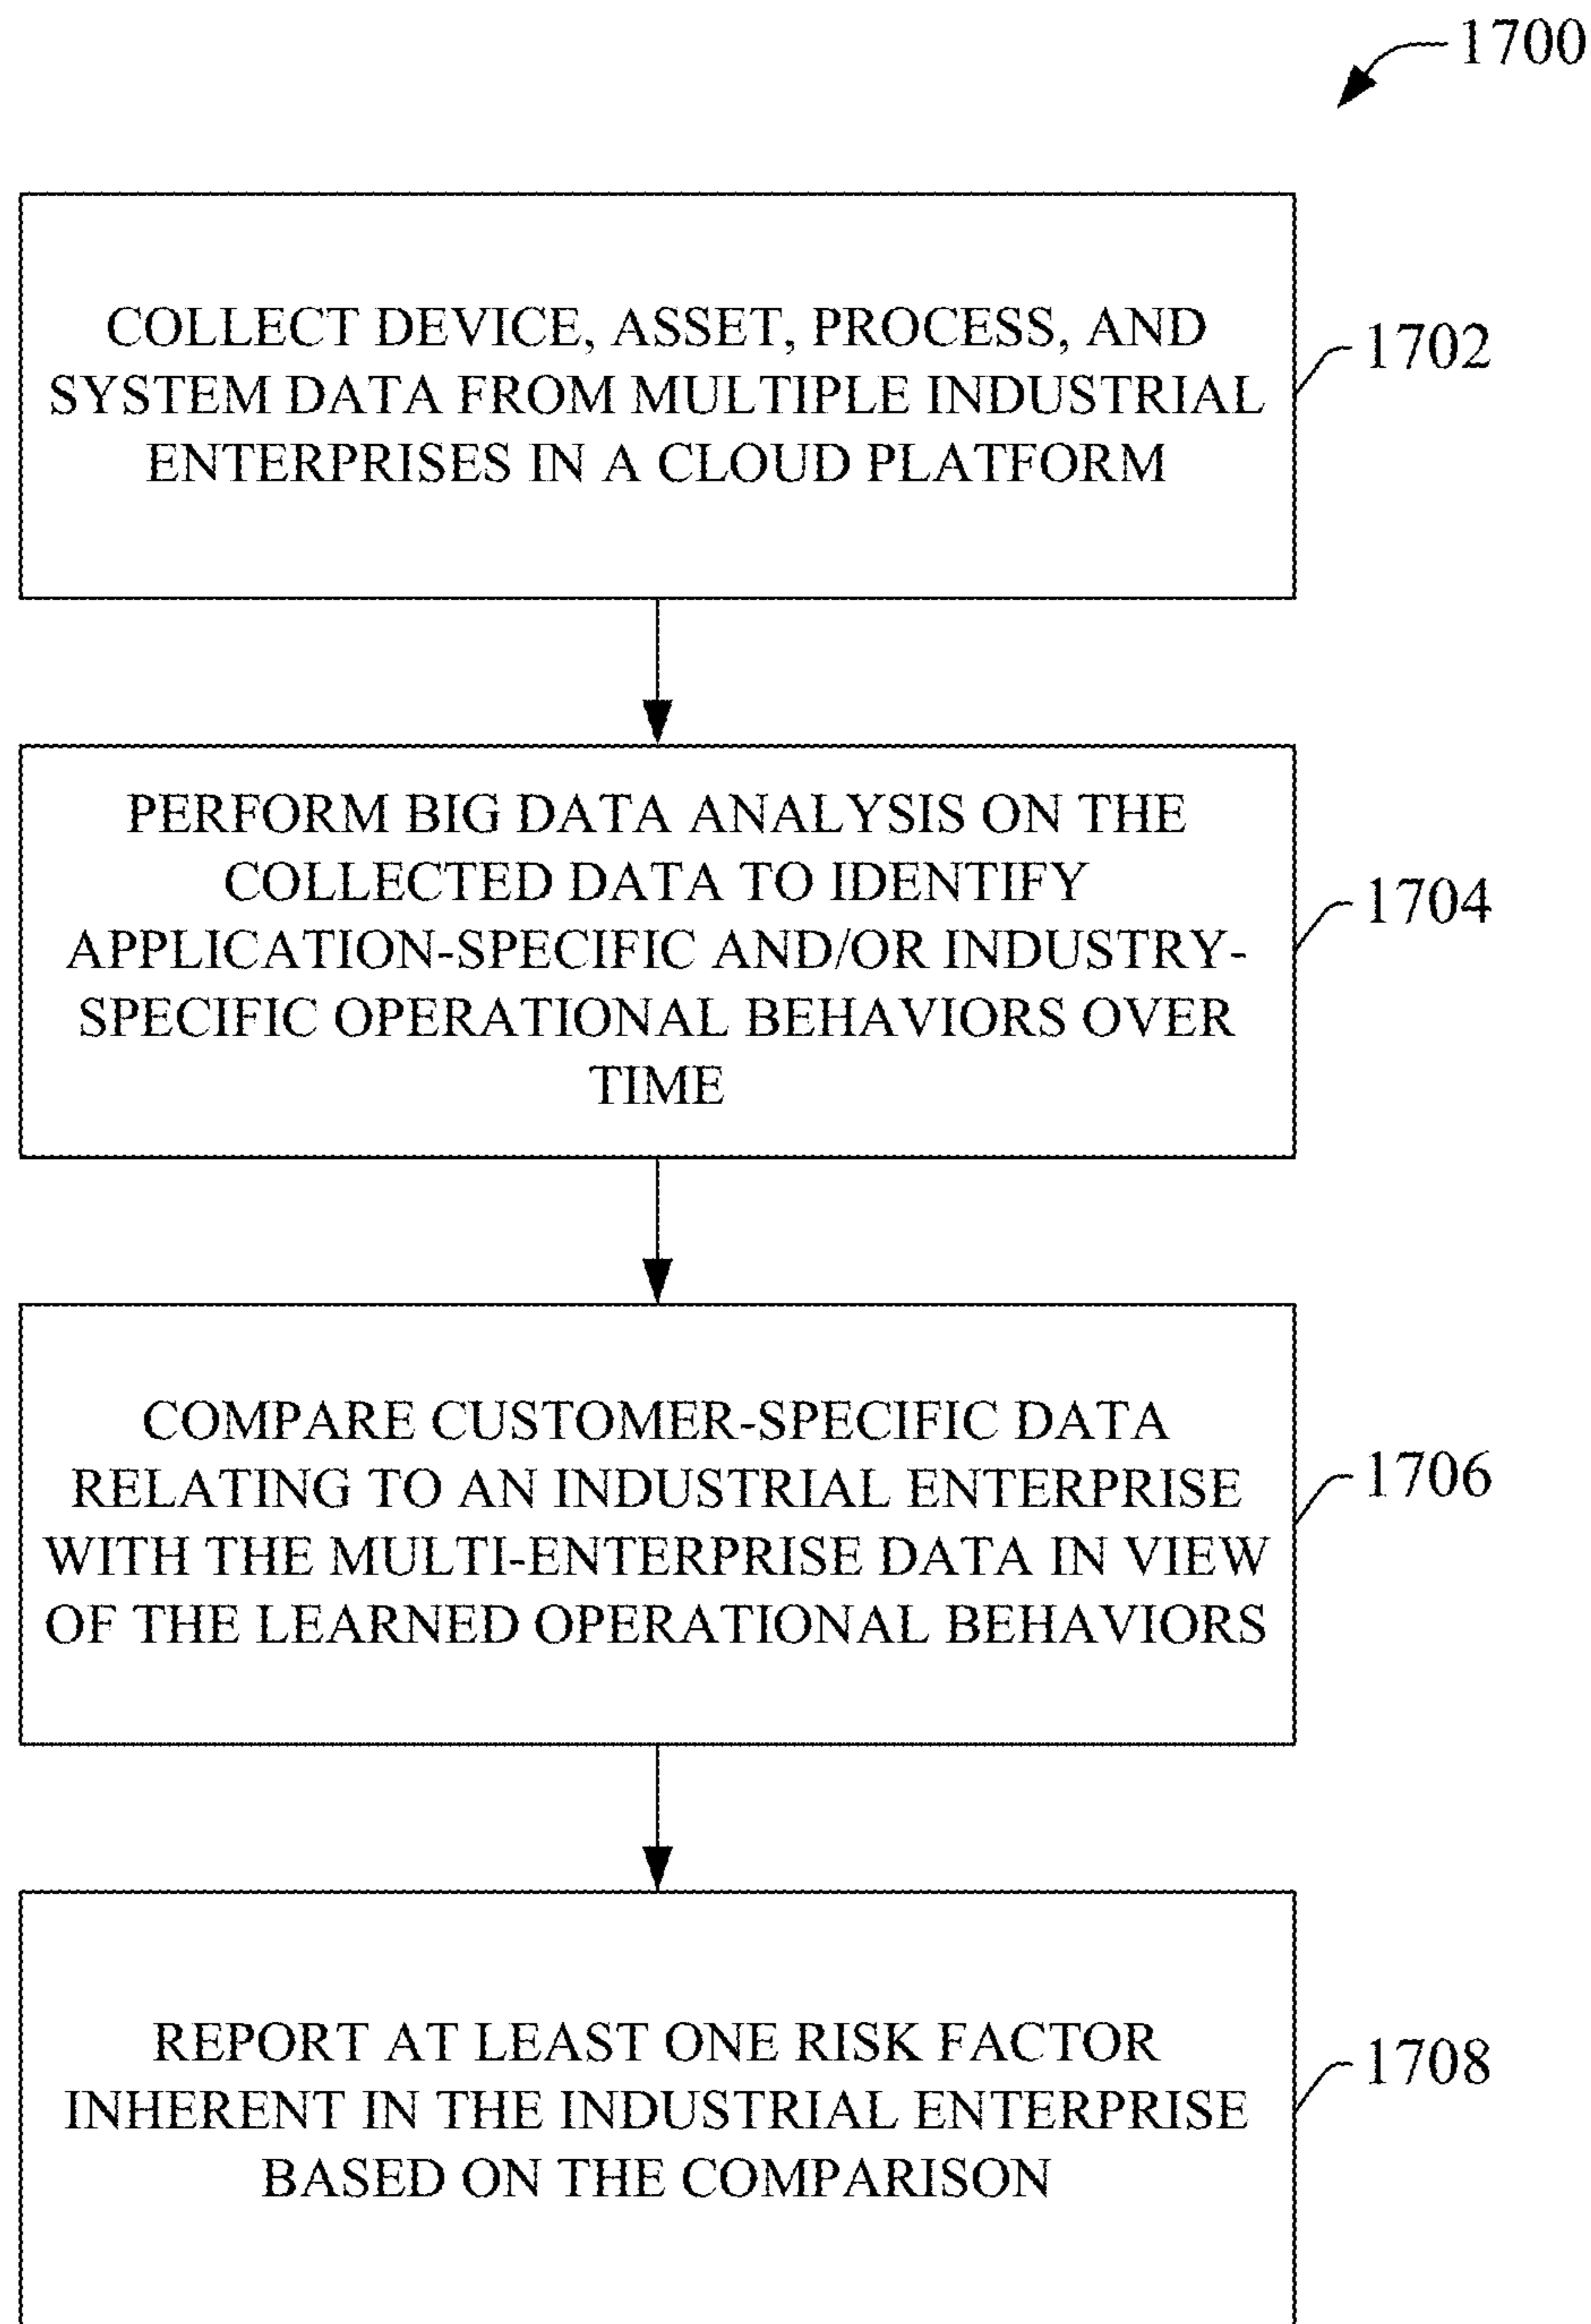 1700
COLLECT DEVICE, ASSET, PROCESS, AND
SYSTEM DATA FROM MULTIPLE INDUSTRIAL
ENTERPRISES IN A CLOUD PLATFORM
1702
PERFORM BIG DATA ANALYSIS ON THE
COLLECTED DATA TO IDENTIFY
APPLICATION-SPECIFIC AND/OR INDUSTRY-
SPECIFIC OPERATIONAL BEHAVIORS OVER
TIME
1704
COMPARE CUSTOMER-SPECIFIC DATA
RELATING TO AN INDUSTRIAL ENTERPRISE
WITH THE MULTI-ENTERPRISE DATA IN VIEW
OF THE LEARNED OPERATIONAL BEHAVIORS
1706
REPORT AT LEAST ONE RISK FACTOR
INHERENT IN THE INDUSTRIAL ENTERPRISE
BASED ON THE COMPARISON
1708